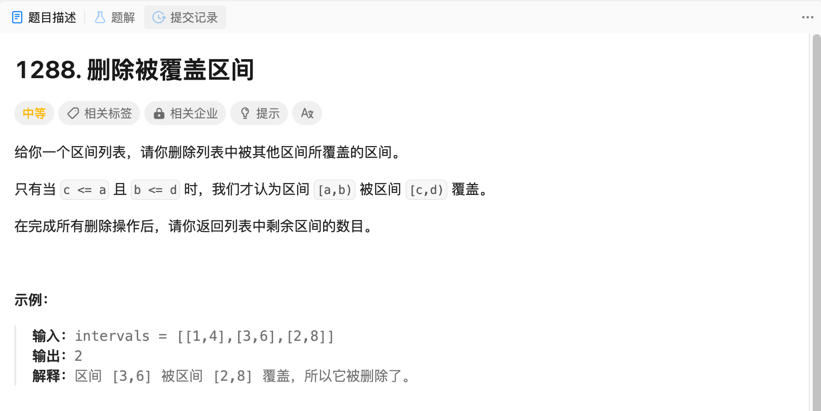 题目描述 题解 提交记录
1288. 删除被覆盖区间
中等 相关标签 相关企业 提示 A文
给你一个区间列表，请你删除列表中被其他区间所覆盖的区间。
只有当 c <= a 且 b <= d 时，我们才认为区间 [a,b) 被区间 [c,d) 覆盖。
在完成所有删除操作后，请你返回列表中剩余区间的数目。
示例：
输入：intervals = [[1,4],[3,6],[2,8]]
输出：2
解释：区间 [3,6] 被区间 [2,8] 覆盖，所以它被删除了。